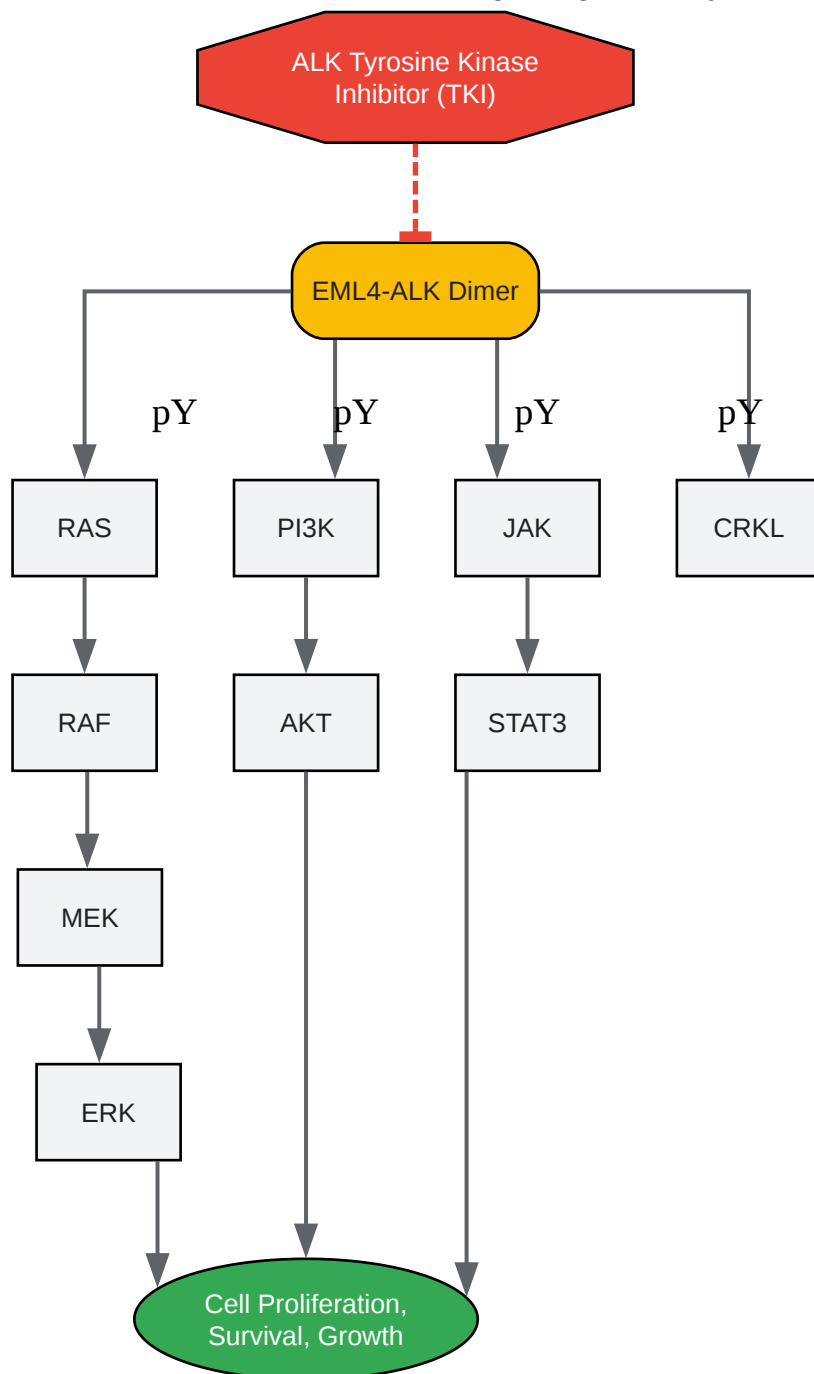 ALK Tyrosine Kinase
Inhibitor (TKI)
EML4-ALK Dimer
pY pY pY pY
RAS PI3K JAK CRKL
RAF AKT STAT3
MEK
ERK
Cell Proliferation,
Survival, Growth